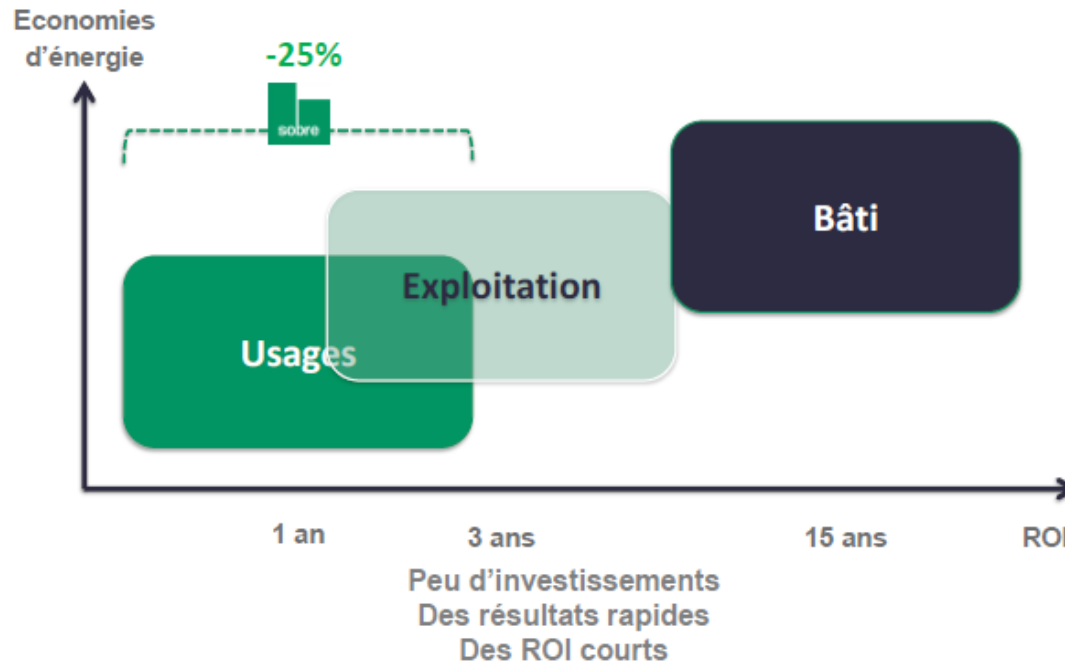 Economies
d'énergie
-25%
sobre
Bâti
Exploitation
Usages
1 an
3 ans
15 ans
ROI
Peu d'investissements
Des résultats rapides
Des ROI courts